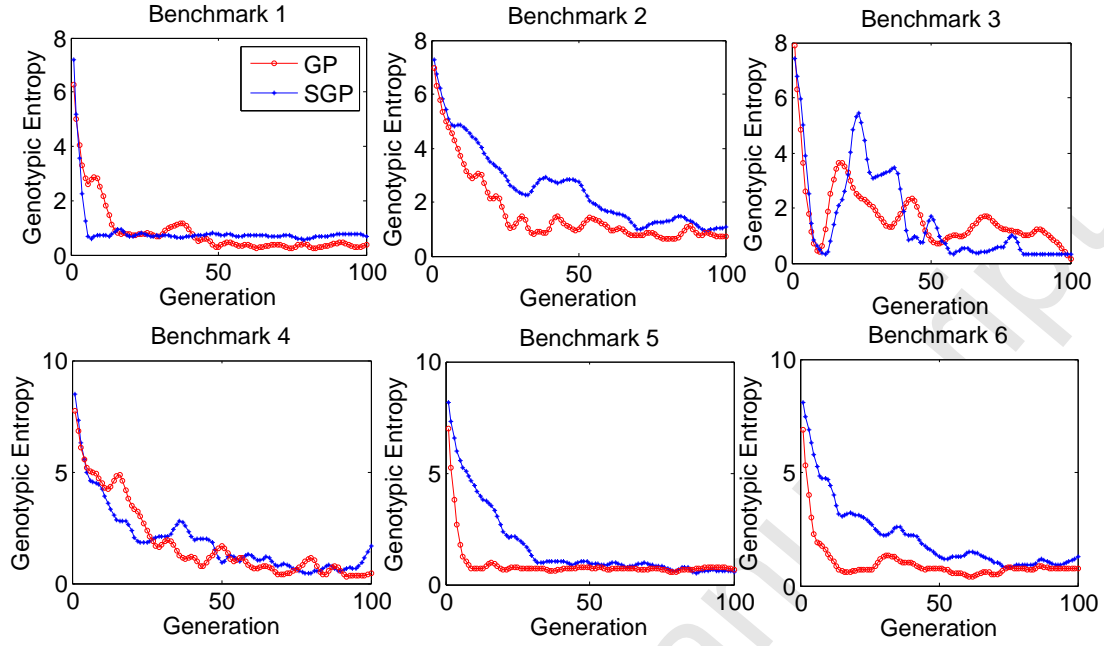 Benchmark 1
Benchmark 2
Benchmark 3
8
6
4
2
0
Genotypic Entropy
GP
SGP
0
50
100
Generation
8
6
4
2
0
Genotypic Entropy
0
50
100
Generation
8
6
4
2
0
Genotypic Entropy
0
50
100
Generation
Benchmark 4
Benchmark 5
Benchmark 6
10
5
0
Genotypic Entropy
0
50
100
Generation
10
5
0
Genotypic Entropy
0
50
100
Generation
10
5
0
Genotypic Entropy
0
50
100
Generation